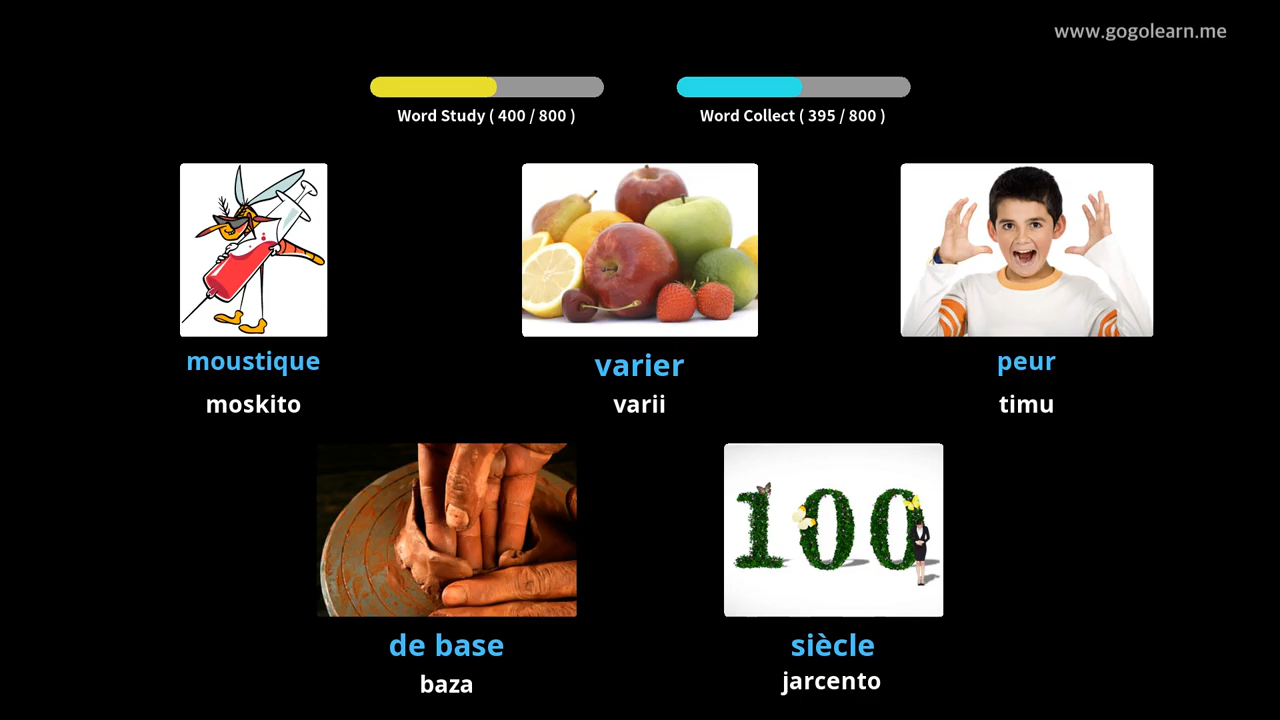 www.gogolearn.me
Word Study ( 400 / 800 )
Word Collect ( 395 / 800 )
moustique
moskito
varier
varii
peur
timu
de base
baza
siècle
jarcento